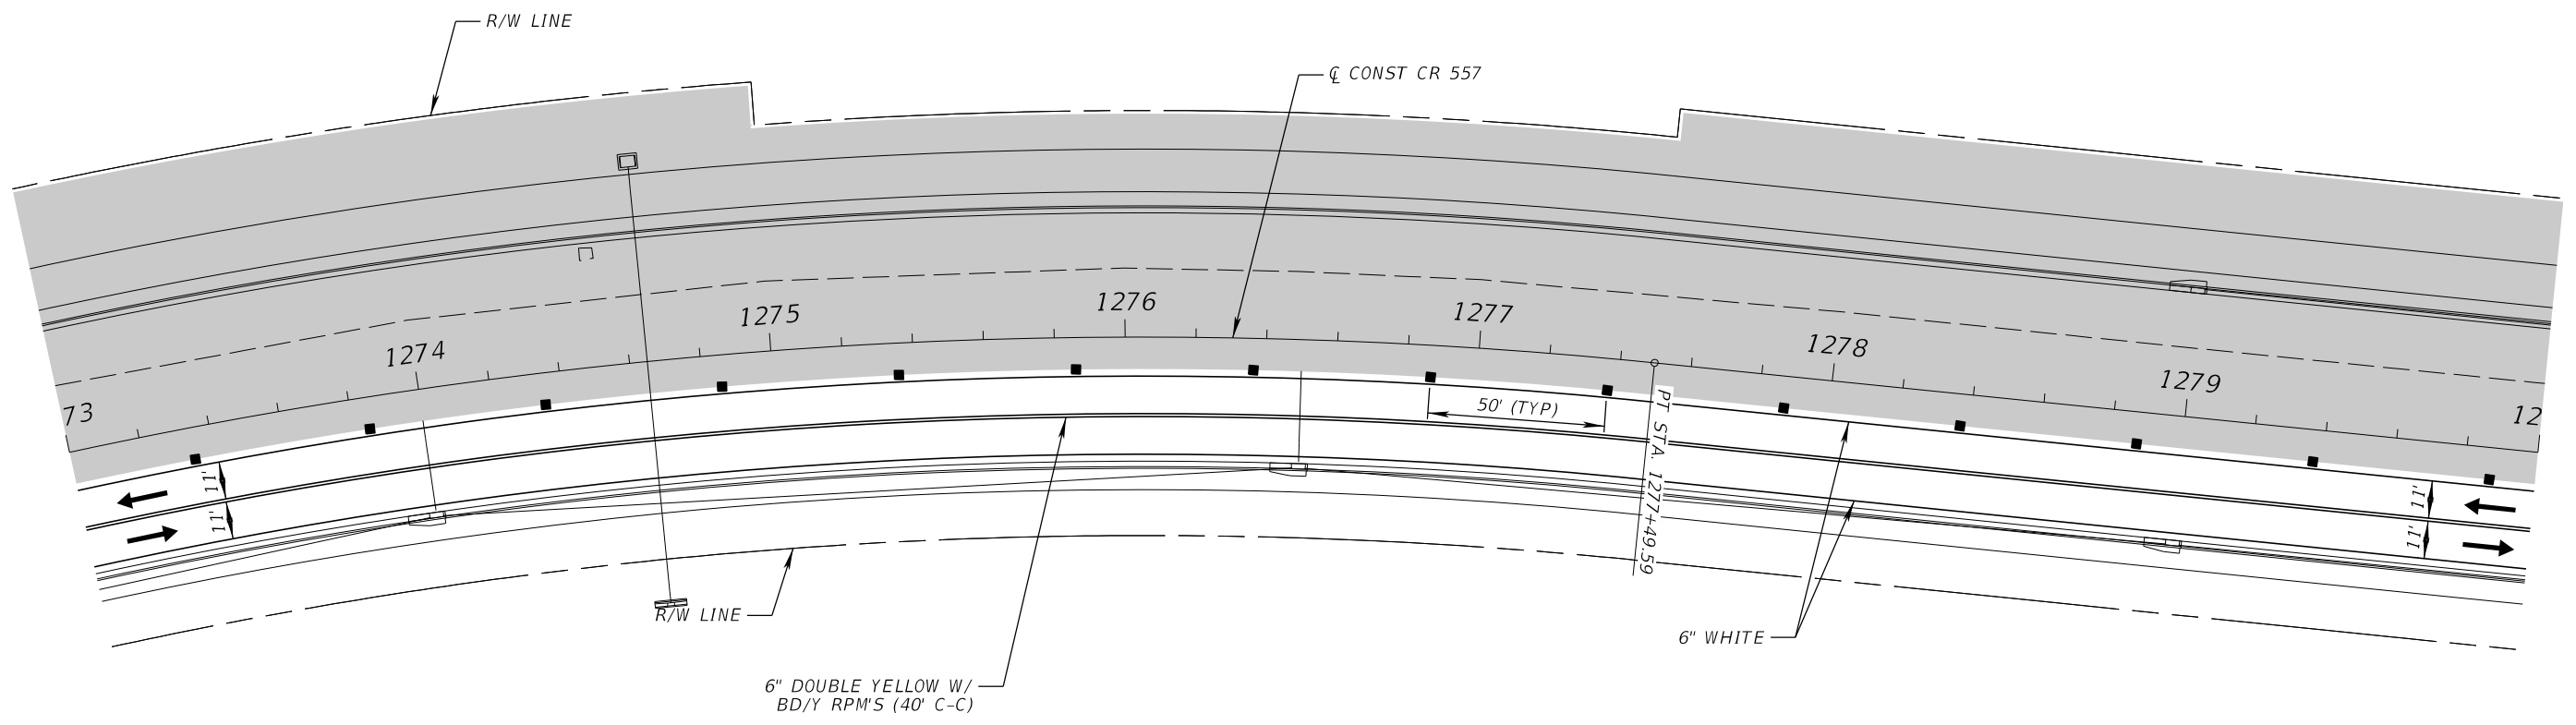 R/W LINE
℄ CONST CR 557
73
1274
1275
1276
1277
1278
1279
12
50' (TYP)
PT STA. 1277+49.59
11'
11'
11'
11'
R/W LINE
6" WHITE
6" DOUBLE YELLOW W/
BD/Y RPM'S (40' C-C)